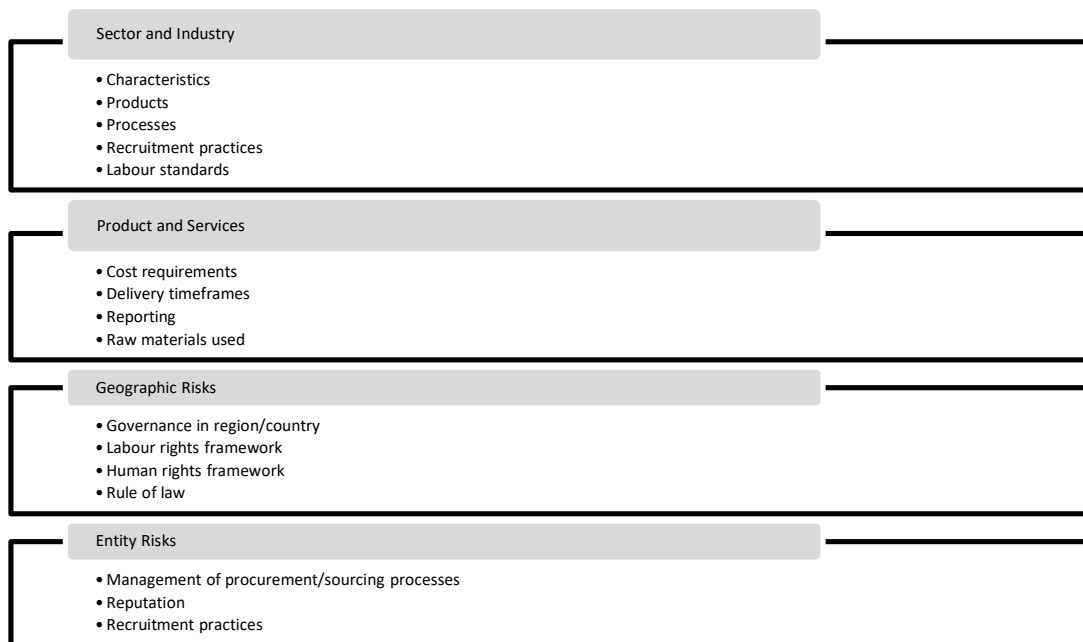 Sector and Industry
• Characteristics
• Products
• Processes
• Recruitment practices
• Labour standards
Product and Services
• Cost requirements
• Delivery timeframes
• Reporting
• Raw materials used
Geographic Risks
• Governance in region/country
• Labour rights framework
• Human rights framework
• Rule of law
Entity Risks
• Management of procurement/sourcing processes
• Reputation
• Recruitment practices